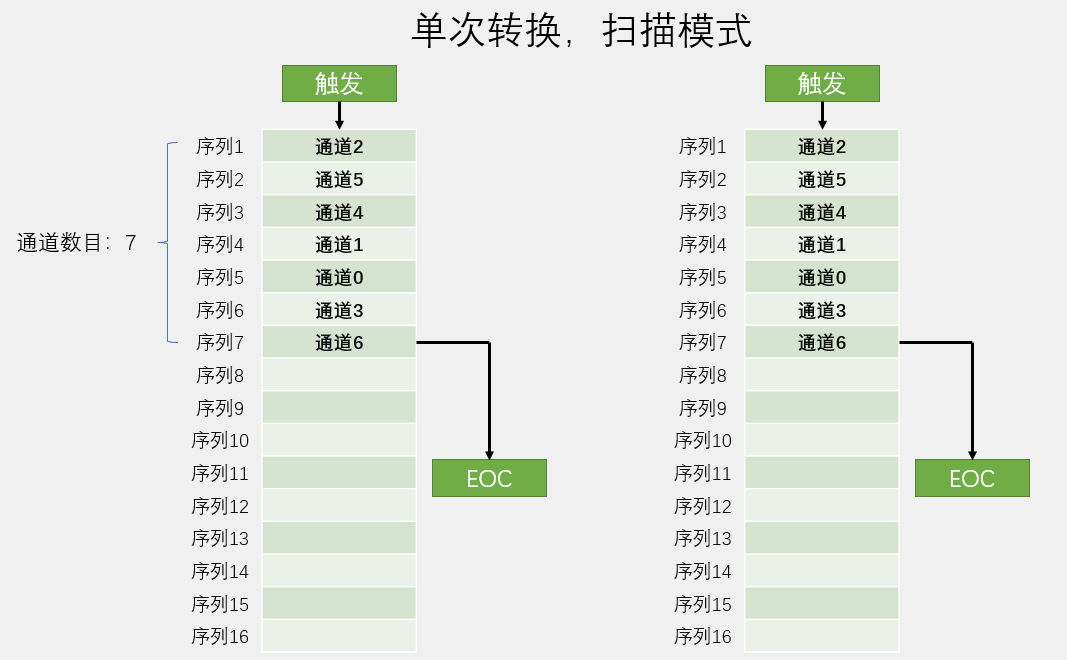 单次转换，扫描模式
触发
触发
序列1 通道2 序列1 通道2
序列2 通道5 序列2 通道5
序列3 通道4 序列3 通道4
通道数目：7 序列4 通道1 序列4 通道1
序列5 通道0 序列5 通道0
序列6 通道3 序列6 通道3
序列7 通道6 序列7 通道6
序列8 序列8
序列9 序列9
序列10 序列10
序列11 EOC 序列11 EOC
序列12 序列12
序列13 序列13
序列14 序列14
序列15 序列15
序列16 序列16